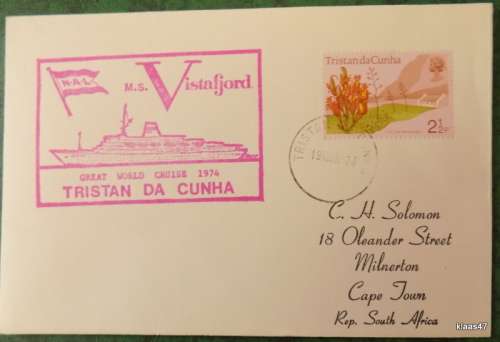 N.A.L.
M.S. Vistafjord
GREAT WORLD CRUISE 1974
TRISTAN DA CUNHA
Tristan da Cunha
2½p
TRISTAN
C. H. Solomon
18 Oleander Street
Milnerton
Cape Town
Rep. South Africa
klaas47